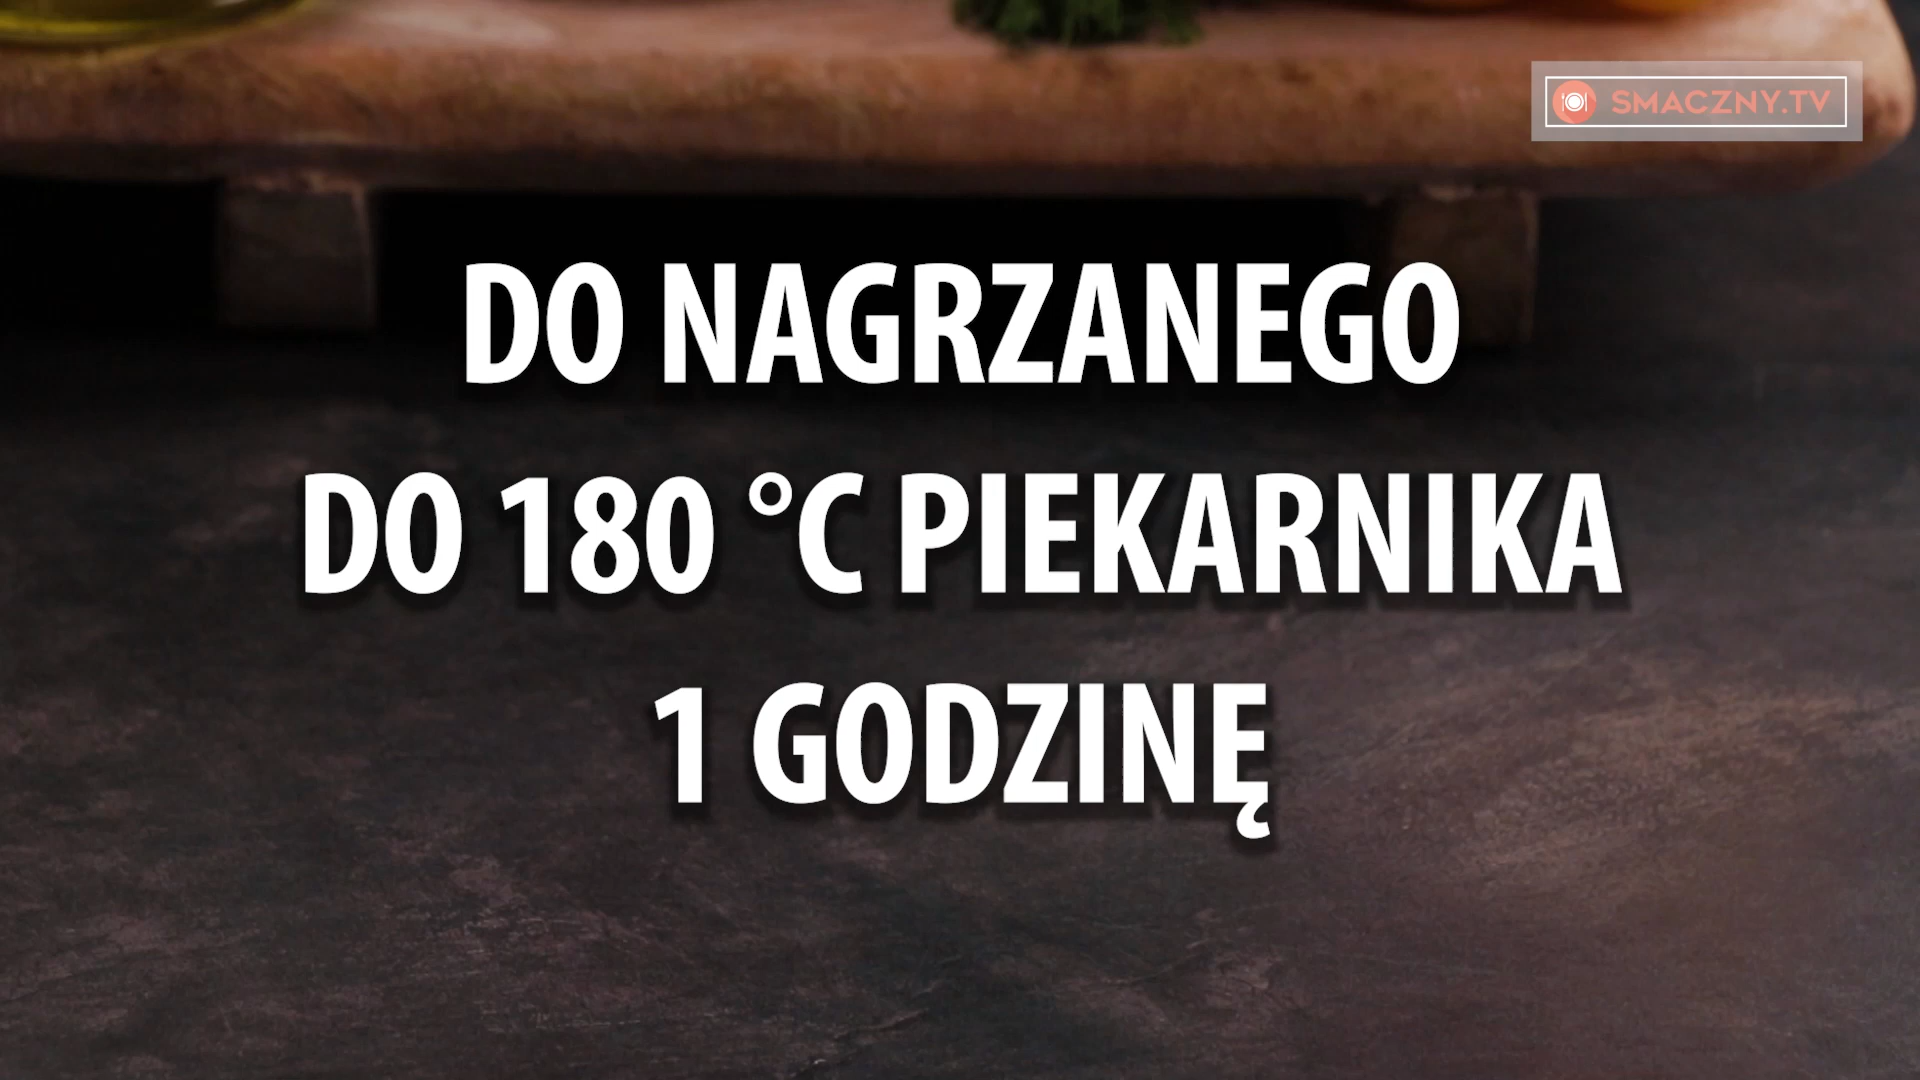 SMACZNY.TV
DO NAGRZANEGO
DO 180 °C PIEKARNIKA
1 GODZINĘ